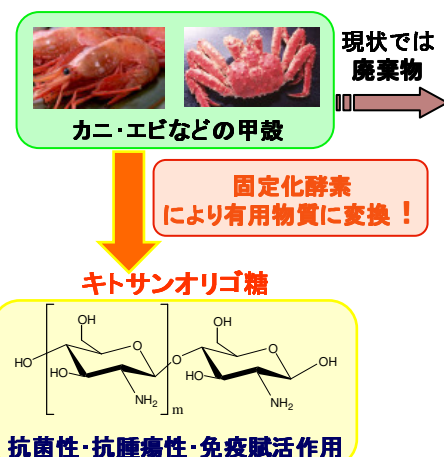 現状では
廃棄物
カニ・エビなどの甲殻
固定化酵素
により有用物質に変換！
キトサンオリゴ糖
OH
OH
HO
O
O
O
OH
HO
HO
NH2
m
NH2
抗菌性・抗腫瘍性・免疫賦活作用